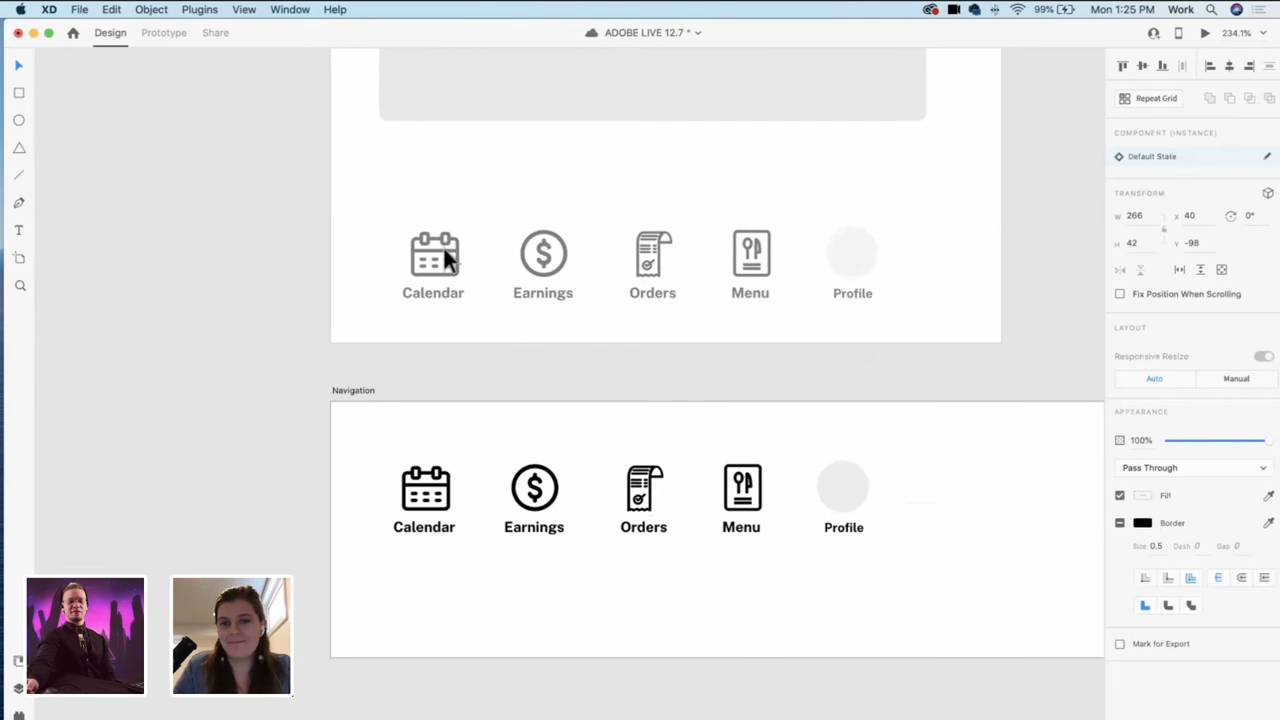 XD File Edit Object Plugins View Window Help 99% Mon 1:25 PM Work
Design Prototype Share ADOBE LIVE 12.7 * 234.1%
Repeat Grid
COMPONENT (INSTANCE)
Default State
TRANSFORM
W 266 X 40 0°
H 42 Y -98
Fix Position When Scrolling
LAYOUT
Responsive Resize
Auto Manual
APPEARANCE
100%
Pass Through
Fill
Border
Size 0.5 Dash 0 Gap 0
Mark for Export
Calendar Earnings Orders Menu Profile
Navigation
Calendar Earnings Orders Menu Profile